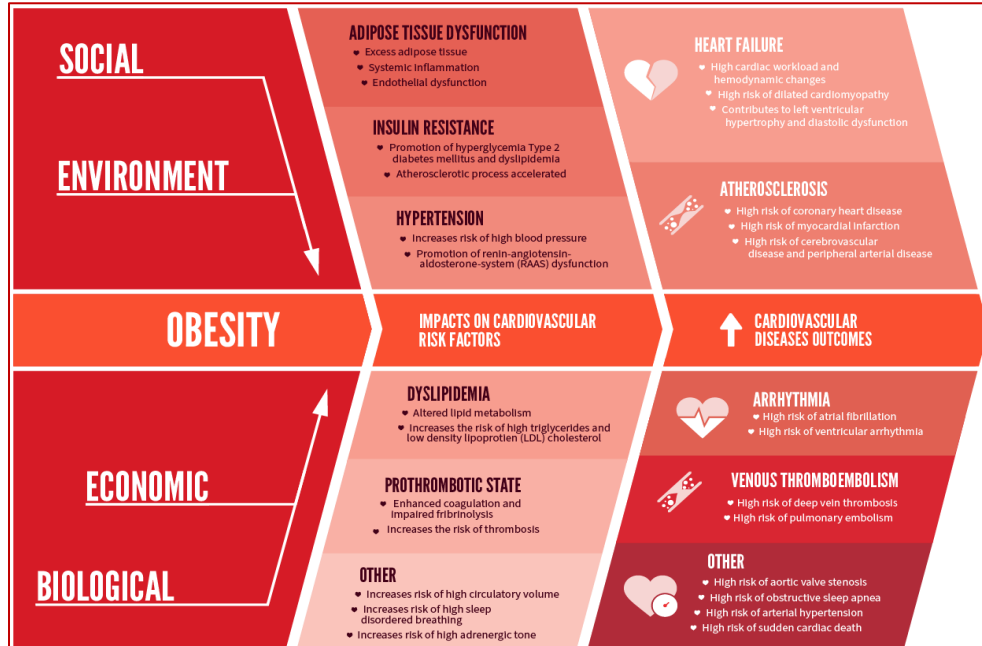 SOCIAL
ENVIRONMENT
OBESITY
ECONOMIC
BIOLOGICAL
ADIPOSE TISSUE DYSFUNCTION
Excess adipose tissue
Systemic Inflammation
Endothelial dysfunction
INSULIN RESISTANCE
Promotion of hyperglycemia Type 2
diabetes mellitus and dyslipidemia
Atherosclerotic process accelerated
HYPERTENSION
Increases risk of high blood pressure
Promotion of renin-angiotensin-
aldosterone-system (RAAS) dysfunction
IMPACTS ON CARDIOVASCULAR
RISK FACTORS
DYSLIPIDEMIA
Altered lipid metabolism
Increases the risk of high triglycerides and
low density lipoprotien (LDL) cholesterol
PROTHROMBOTIC STATE
Enhanced coagulation and
impaired fribrinolysis
Increases the risk of thrombosis
OTHER
Increases risk of high circulatory volume
Increases risk of high sleep
disordered breathing
Increases risk of high adrenergic tone
HEART FAILURE
High cardiac workload and
hemodynamic changes
High risk of dilated cardiomyopathy
Contributes to left ventricular
hypertrophy and diastolic dysfunction
ATHEROSCLEROSIS
High risk of coronary heart disease
High risk of myocardial infarction
High risk of cerebrovascular
disease and peripheral arterial disease
CARDIOVASCULAR
DISEASES OUTCOMES
ARRHYTHMIA
High risk of atrial fibrillation
High risk of ventricular arrhythmia
VENOUS THROMBOEMBOLISM
High risk of deep vein thrombosis
High risk of pulmonary embolism
OTHER
High risk of aortic valve stenosis
High risk of obstructive sleep apnea
High risk of arterial hypertension
High risk of sudden cardiac death